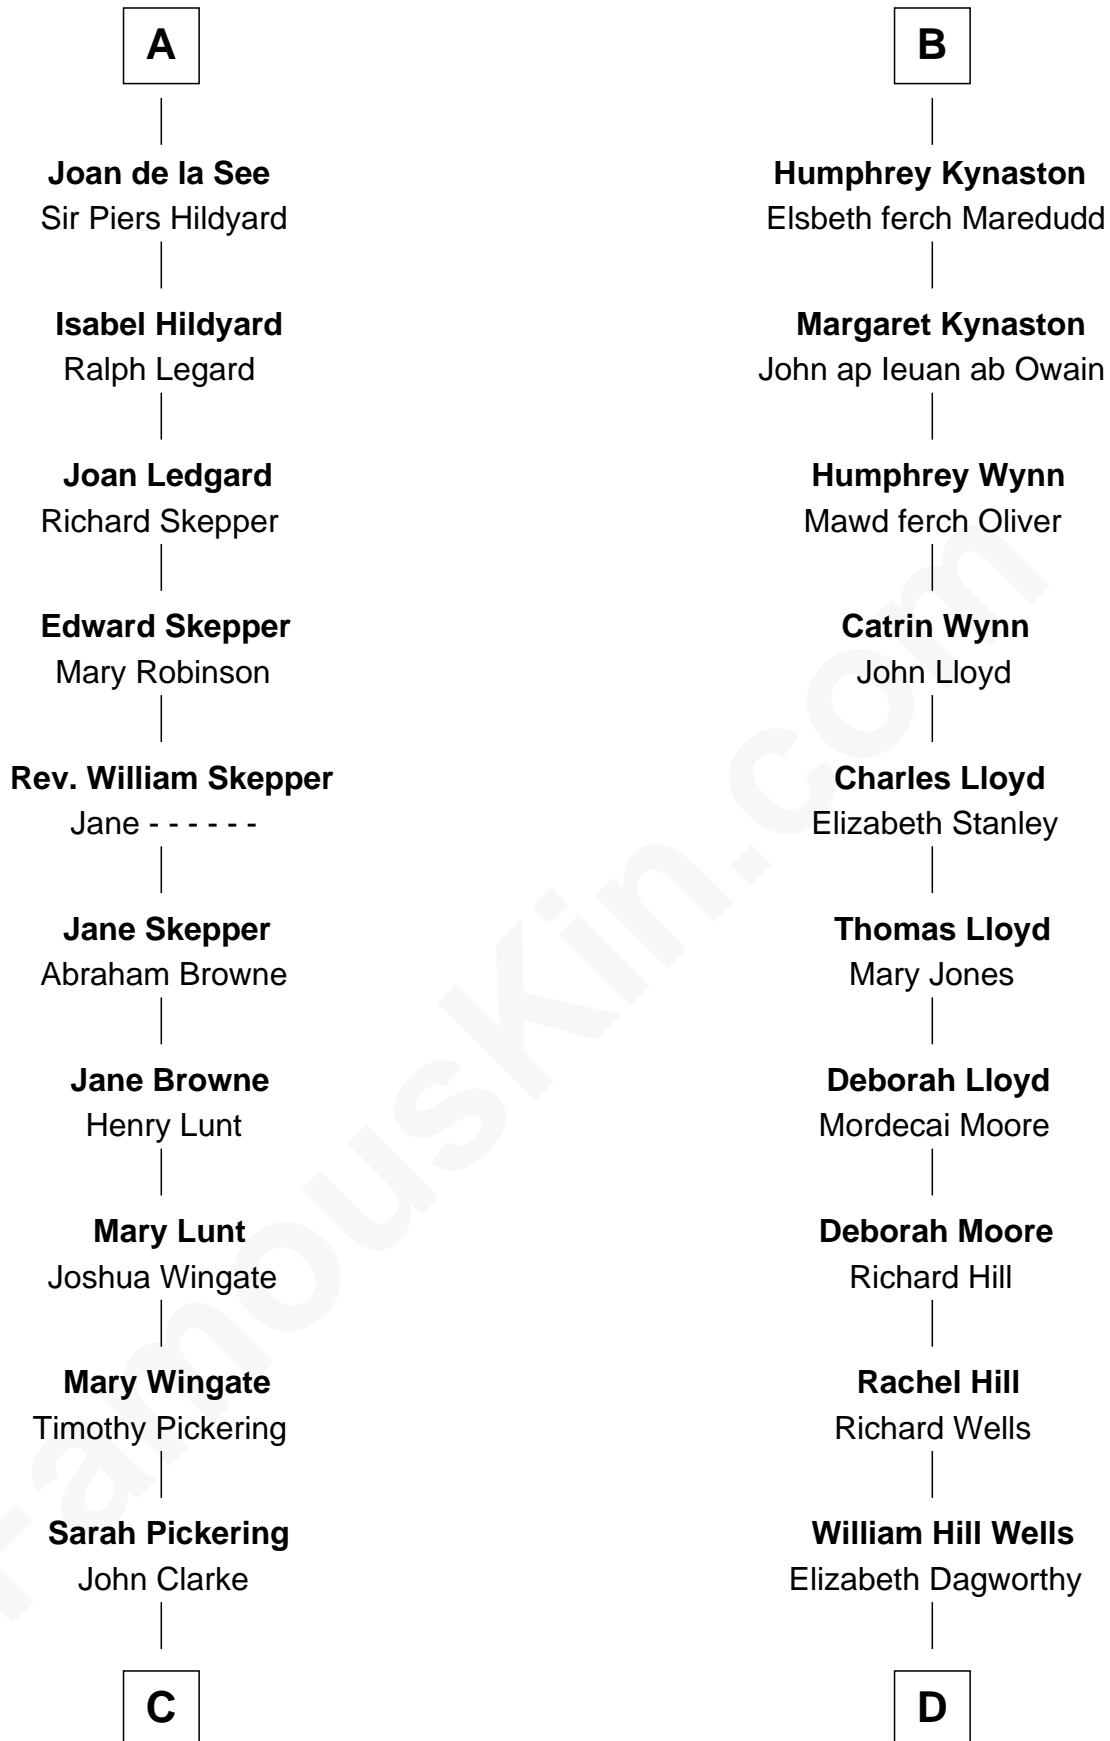 A
Joan de la See
Sir Piers Hildyard
Isabel Hildyard
Ralph Legard
Joan Ledgard
Richard Skepper
Edward Skepper
Mary Robinson
Rev. William Skepper
Jane - - - - - -
Jane Skepper
Abraham Browne
Jane Browne
Henry Lunt
Mary Lunt
Joshua Wingate
Mary Wingate
Timothy Pickering
Sarah Pickering
John Clarke
C
B
Humphrey Kynaston
Elsbeth ferch Maredudd
Margaret Kynaston
John ap Ieuan ab Owain
Humphrey Wynn
Mawd ferch Oliver
Catrin Wynn
John Lloyd
Charles Lloyd
Elizabeth Stanley
Thomas Lloyd
Mary Jones
Deborah Lloyd
Mordecai Moore
Deborah Moore
Richard Hill
Rachel Hill
Richard Wells
William Hill Wells
Elizabeth Dagworthy
D
FamousKin.com